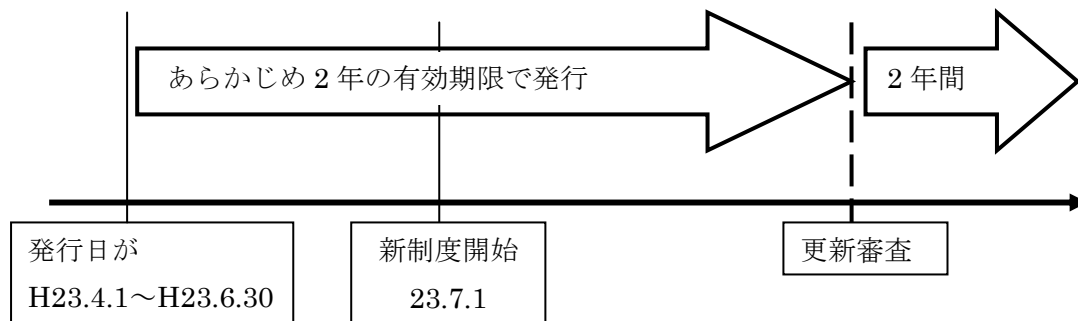 あらかじめ 2 年の有効期限で発行
2 年間
発行日が
H23.4.1～H23.6.30
新制度開始
23.7.1
更新審査